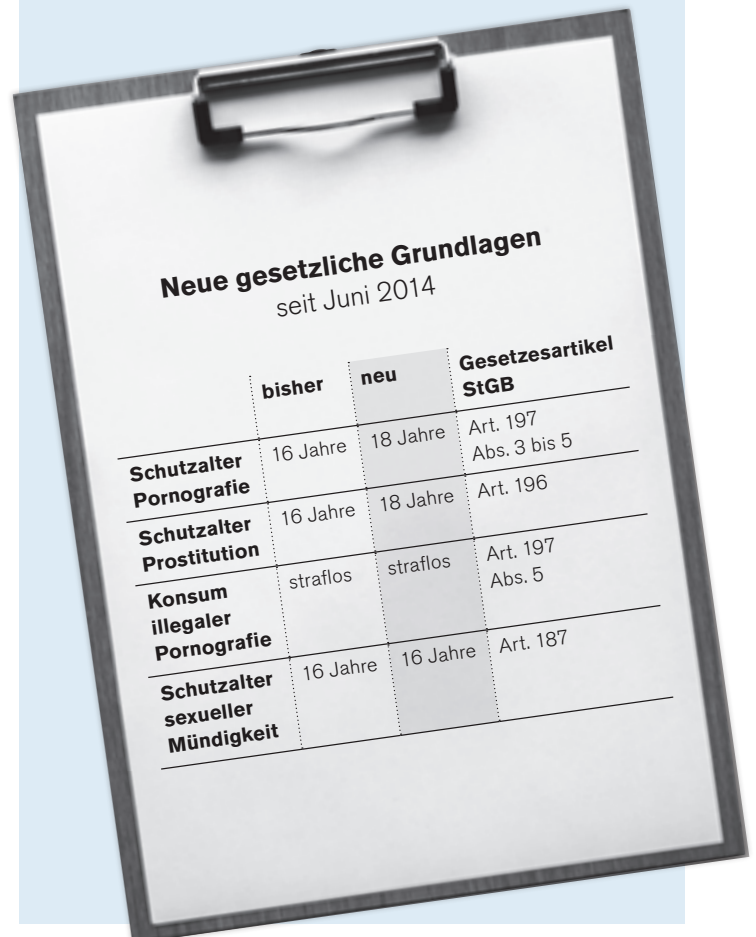 Neue gesetzliche Grundlagen
seit Juni 2014
bisher neu Gesetzesartikel
StGB
Schutzalter 16 Jahre 18 Jahre Art. 197
Pornografie Abs. 3 bis 5
Schutzalter 16 Jahre 18 Jahre Art. 196
Prostitution
Konsum straflos straflos Art. 197
illegaler Abs. 5
Pornografie
Schutzalter 16 Jahre 16 Jahre Art. 187
sexueller
Mündigkeit